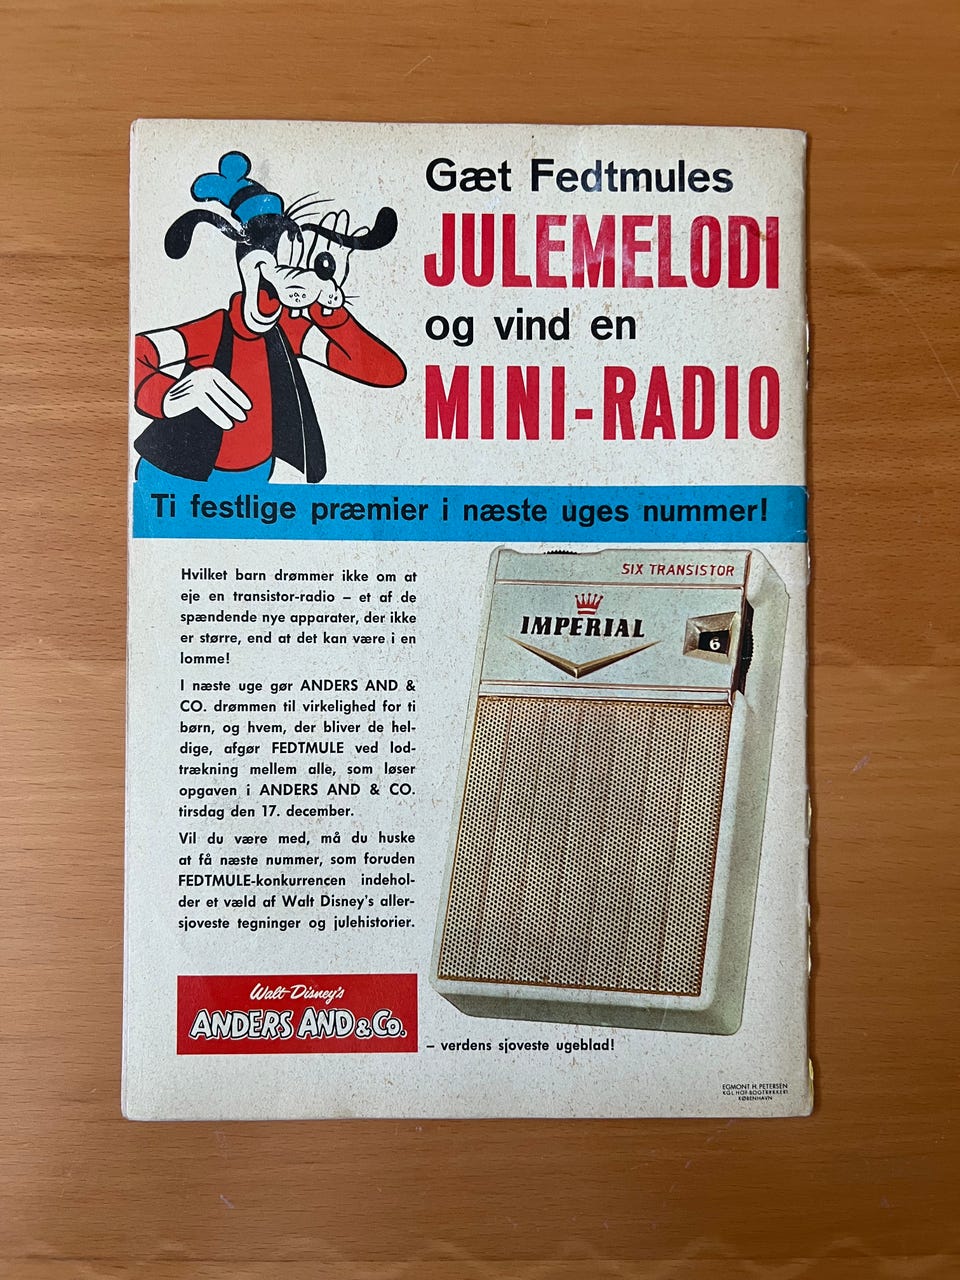 Gæt Fedtmules
JULEMELODI
og vind en
MINI-RADIO
Ti festlige præmier i næste uges nummer!
Hvilket barn drømmer ikke om at
eje en transistor-radio – et af de
spændende nye apparater, der ikke
er større, end at det kan være i en
lomme!
I næste uge gør ANDERS AND &
CO. drømmen til virkelighed for ti
børn, og hvem, der bliver de hel-
dige, afgør FEDTMULE ved lod-
trækning mellem alle, som løser
opgaven i ANDERS AND & CO.
tirsdag den 17. december.
Vil du være med, må du huske
at få næste nummer, som foruden
FEDTMULE-konkurrencen indehol-
der et væld af Walt Disney's aller-
sjoveste tegninger og julehistorier.
SIX TRANSISTOR
IMPERIAL
6
Walt Disney's
ANDERS AND & Co.
– verdens sjoveste ugeblad!
EGMONT H. PETERSEN
KGL. HOF-BOGTRYKKERI
KØBENHAVN